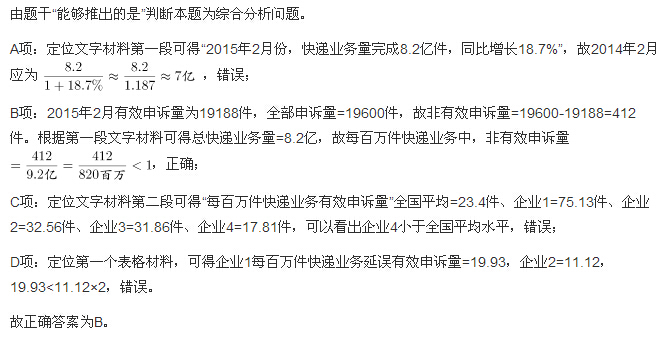 由题干“能够推出的是”判断本题为综合分析问题。
A项：定位文字材料第一段可得“2015年2月份，快递业务量完成8.2亿件，同比增长18.7%”，故2014年2月
应为 8.2/(1+18.7%) ≈ 8.2/1.187 ≈ 7亿 ，错误；
B项：2015年2月有效申诉量为19188件，全部申诉量=19600件，故非有效申诉量=19600-19188=412
件。根据第一段文字材料可得总快递业务量=8.2亿，故每百万件快递业务中，非有效申诉量
= 412/9.2亿 = 412/820百万 < 1，正确；
C项：定位文字材料第二段可得“每百万件快递业务有效申诉量”全国平均=23.4件、企业1=75.13件、企业
2=32.56件、企业3=31.86件、企业4=17.81件，可以看出企业4小于全国平均水平，错误；
D项：定位第一个表格材料，可得企业1每百万件快递业务延误有效申诉量=19.93，企业2=11.12，
19.93<11.12×2，错误。
故正确答案为B。